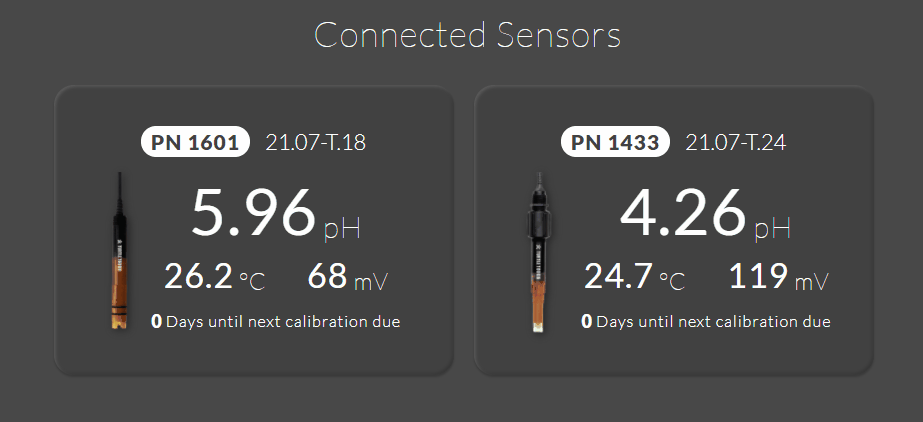 Connected Sensors
PN 1601 21.07-T.18
5.96 pH
26.2 °C 68 mV
0 Days until next calibration due
PN 1433 21.07-T.24
4.26 pH
24.7 °C 119 mV
0 Days until next calibration due